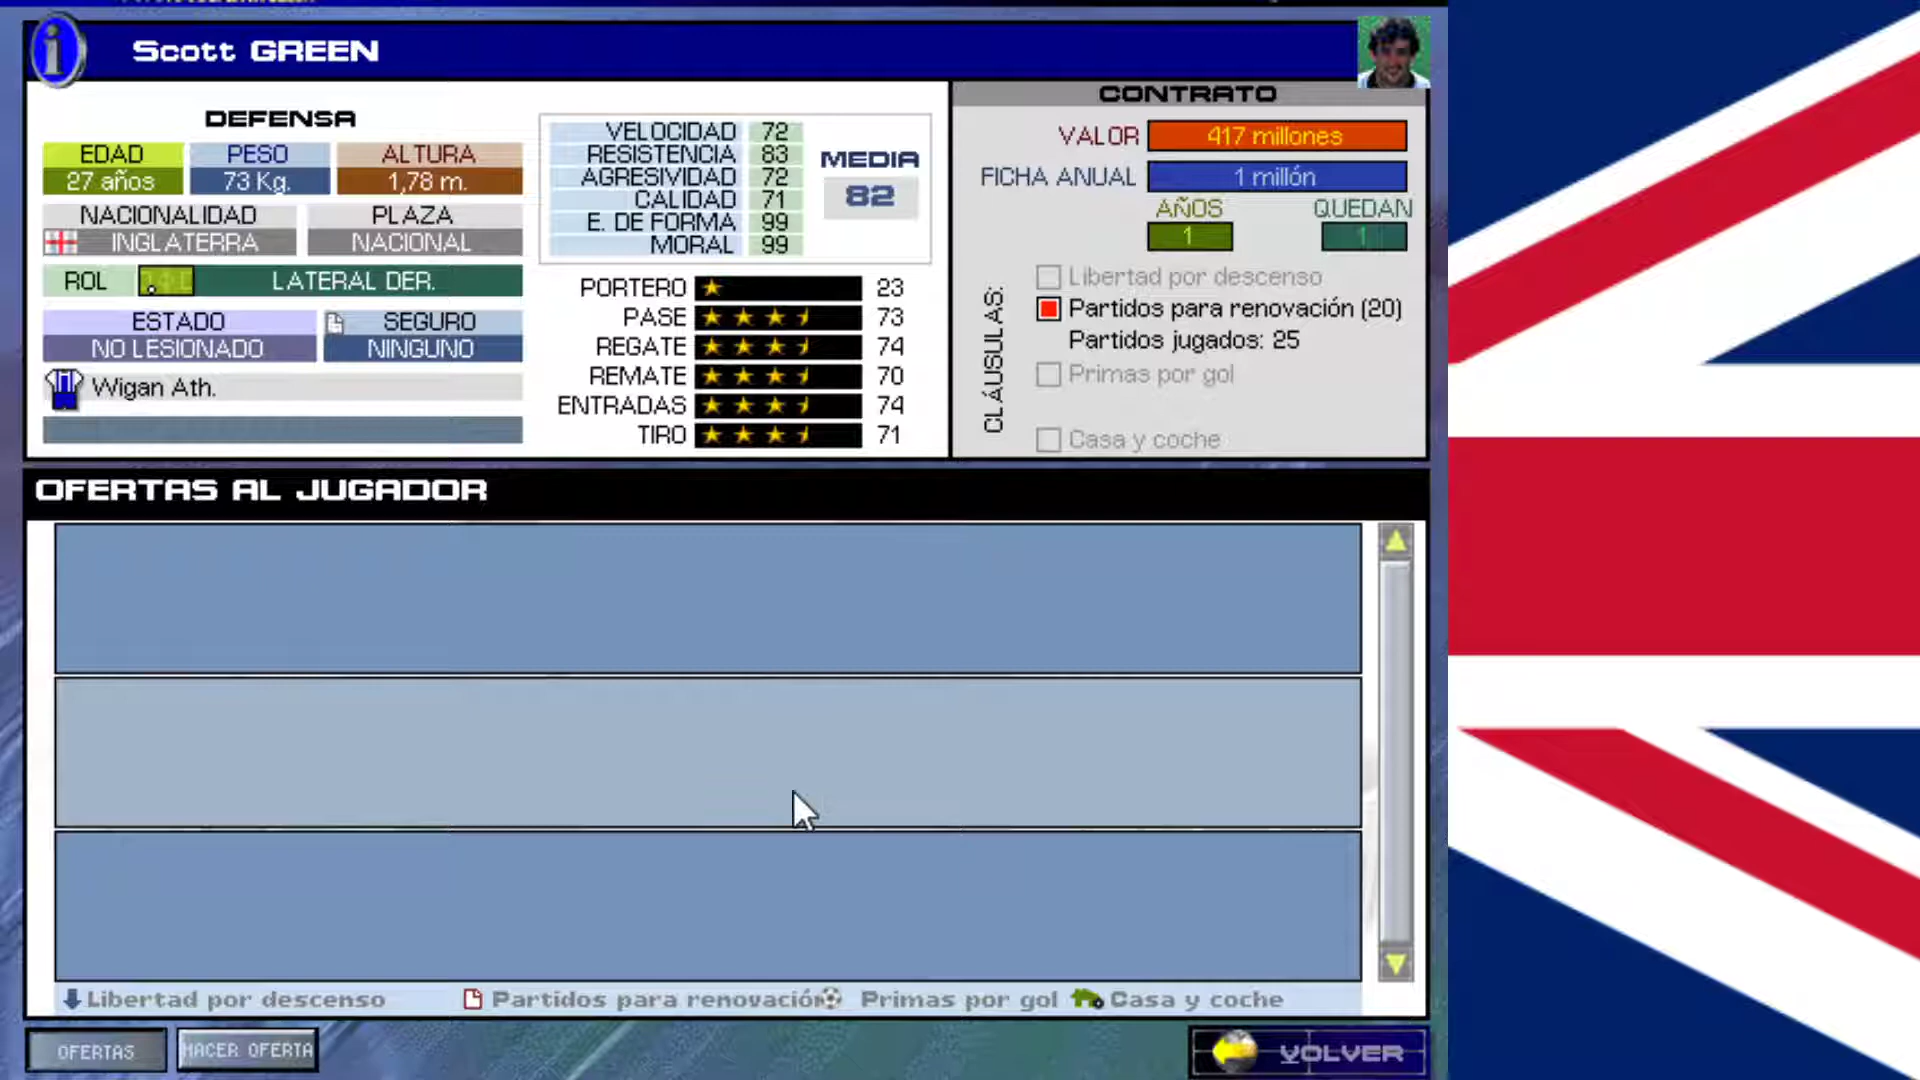 Scott GREEN
DEFENSA
EDAD
27 años
PESO
73 Kg.
ALTURA
1,78 m.
NACIONALIDAD
INGLATERRA
PLAZA
NACIONAL
ROL
LATERAL DER.
ESTADO
NO LESIONADO
SEGURO
NINGUNO
Wigan Ath.
VELOCIDAD 72
RESISTENCIA 83
AGRESIVIDAD 72
CALIDAD 71
E. DE FORMA 99
MORAL 99
MEDIA
82
PORTERO 23
PASE 73
REGATE 74
REMATE 70
ENTRADAS 74
TIRO 71
CONTRATO
VALOR 417 millones
FICHA ANUAL 1 millón
AÑOS
1
QUEDAN
1
CLÁUSULAS:
Libertad por descenso
Partidos para renovación (20)
Partidos jugados: 25
Primas por gol
Casa y coche
OFERTAS AL JUGADOR
Libertad por descenso
Partidos para renovación
Primas por gol
Casa y coche
OFERTAS
HACER OFERTA
VOLVER